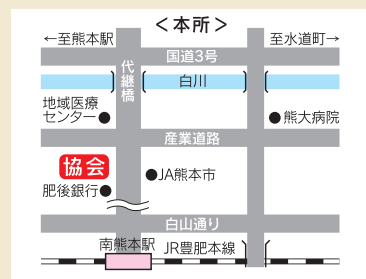 ＜本所＞
←至熊本駅
至水道町→
国道3号
代継橋
白川
地域医療
センター
熊大病院
産業道路
協会
JA熊本市
肥後銀行
白山通り
南熊本駅
JR豊肥本線